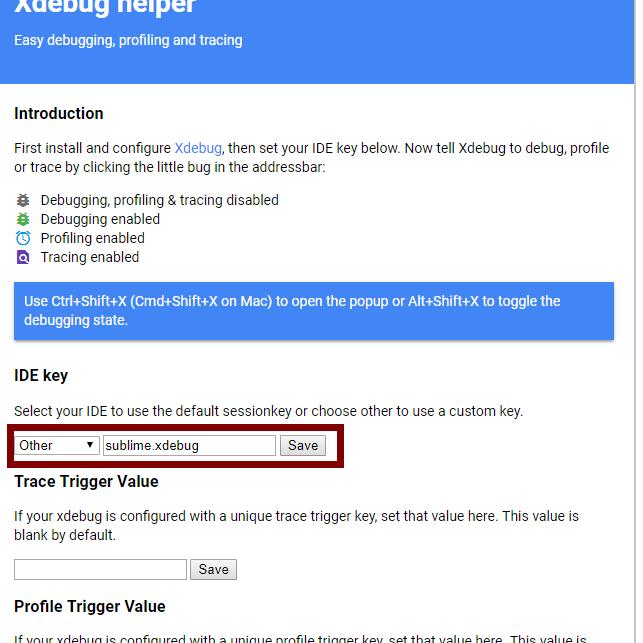 Xdebug helper
Easy debugging, profiling and tracing
Introduction
First install and configure Xdebug, then set your IDE key below. Now tell Xdebug to debug, profile
or trace by clicking the little bug in the addressbar:
Debugging, profiling & tracing disabled
Debugging enabled
Profiling enabled
Tracing enabled
Use Ctrl+Shift+X (Cmd+Shift+X on Mac) to open the popup or Alt+Shift+X to toggle the
debugging state.
IDE key
Select your IDE to use the default sessionkey or choose other to use a custom key.
Other sublime.xdebug Save
Trace Trigger Value
If your xdebug is configured with a unique trace trigger key, set that value here. This value is
blank by default.
Save
Profile Trigger Value
If your xdebug is configured with a unique profile trigger key, set that value here. This value is